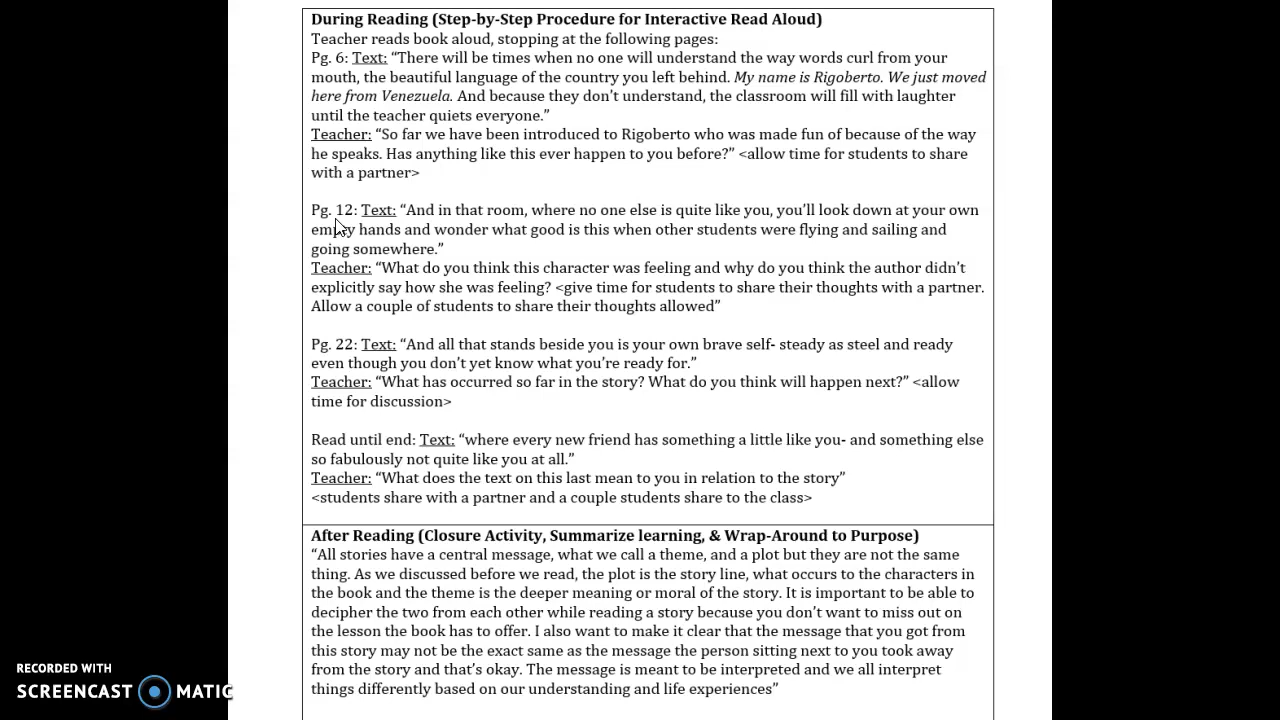 During Reading (Step-by-Step Procedure for Interactive Read Aloud)
Teacher reads book aloud, stopping at the following pages:
Pg. 6: Text: “There will be times when no one will understand the way words curl from your
mouth, the beautiful language of the country you left behind. My name is Rigoberto. We just moved
here from Venezuela. And because they don’t understand, the classroom will fill with laughter
until the teacher quiets everyone.”
Teacher: “So far we have been introduced to Rigoberto who was made fun of because of the way
he speaks. Has anything like this ever happen to you before?” <allow time for students to share
with a partner>
Pg. 12: Text: “And in that room, where no one else is quite like you, you’ll look down at your own
empty hands and wonder what good is this when other students were flying and sailing and
going somewhere.”
Teacher: “What do you think this character was feeling and why do you think the author didn’t
explicitly say how she was feeling? <give time for students to share their thoughts with a partner.
Allow a couple of students to share their thoughts allowed”
Pg. 22: Text: “And all that stands beside you is your own brave self- steady as steel and ready
even though you don’t yet know what you’re ready for.”
Teacher: “What has occurred so far in the story? What do you think will happen next?” <allow
time for discussion>
Read until end: Text: “where every new friend has something a little like you- and something else
so fabulously not quite like you at all.”
Teacher: “What does the text on this last mean to you in relation to the story”
<students share with a partner and a couple students share to the class>
After Reading (Closure Activity, Summarize learning, & Wrap-Around to Purpose)
“All stories have a central message, what we call a theme, and a plot but they are not the same
thing. As we discussed before we read, the plot is the story line, what occurs to the characters in
the book and the theme is the deeper meaning or moral of the story. It is important to be able to
decipher the two from each other while reading a story because you don’t want to miss out on
the lesson the book has to offer. I also want to make it clear that the message that you got from
this story may not be the exact same as the message the person sitting next to you took away
from the story and that’s okay. The message is meant to be interpreted and we all interpret
things differently based on our understanding and life experiences”
RECORDED WITH
SCREENCAST MATIC